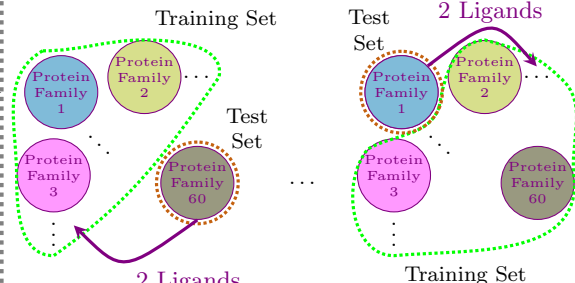 Training Set
Protein
Family
1
Protein
Family
2
...
Test
Set
...
Protein
Family
3
Protein
Family
60
...
2 Ligands
...
Test
Set
2 Ligands
Protein
Family
1
Protein
Family
2
...
...
Protein
Family
3
Protein
Family
60
...
Training Set